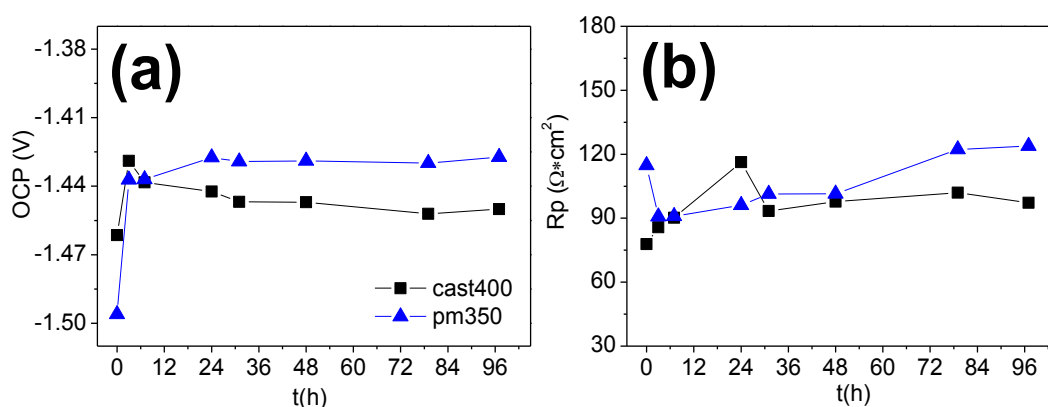 (a)
OCP (V)
-1.38
-1.41
-1.44
-1.47
-1.50
cast400
pm350
0 12 24 36 48 60 72 84 96
t(h)
(b)
Rp (Ω*cm²)
180
150
120
90
60
30
0 12 24 36 48 60 72 84 96
t(h)